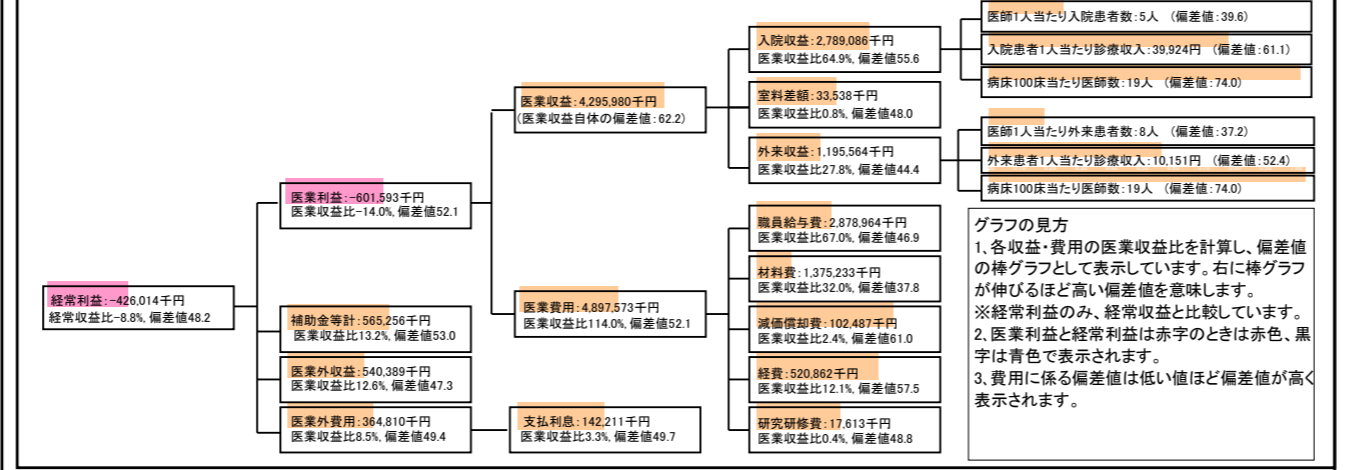 経常利益:-426,014千円
経常収益比-8.8%, 偏差値48.2
医業利益:-601,593千円
医業収益比-14.0%, 偏差値52.1
補助金等計:565,256千円
医業収益比13.2%, 偏差値53.0
医業外収益:540,389千円
医業収益比12.6%, 偏差値47.3
医業外費用:364,810千円
医業収益比8.5%, 偏差値49.4
医業収益:4,295,980千円
(医業収益自体の偏差値:62.2)
医業費用:4,897,573千円
医業収益比114.0%, 偏差値52.1
支払利息:142,211千円
医業収益比3.3%, 偏差値49.7
入院収益:2,789,086千円
医業収益比64.9%, 偏差値55.6
室料差額:33,538千円
医業収益比0.8%, 偏差値48.0
外来収益:1,195,564千円
医業収益比27.8%, 偏差値44.4
職員給与費:2,878,964千円
医業収益比67.0%, 偏差値46.9
材料費:1,375,233千円
医業収益比32.0%, 偏差値37.8
減価償却費:102,487千円
医業収益比2.4%, 偏差値61.0
経費:520,862千円
医業収益比12.1%, 偏差値57.5
研究研修費:17,613千円
医業収益比0.4%, 偏差値48.8
医師1人当たり入院患者数:5人 (偏差値:39.6)
入院患者1人当たり診療収入:39,924円 (偏差値:61.1)
病床100床当たり医師数:19人 (偏差値:74.0)
医師1人当たり外来患者数:8人 (偏差値:37.2)
外来患者1人当たり診療収入:10,151円 (偏差値:52.4)
病床100床当たり医師数:19人 (偏差値:74.0)
グラフの見方
1、各収益・費用の医業収益比を計算し、偏差値
の棒グラフとして表示しています。右に棒グラフ
が伸びるほど高い偏差値を意味します。
※経常利益のみ、経常収益と比較しています。
2、医業利益と経常利益は赤字のときは赤色、黒
字は青色で表示されます。
3、費用に係る偏差値は低い値ほど偏差値が高く
表示されます。